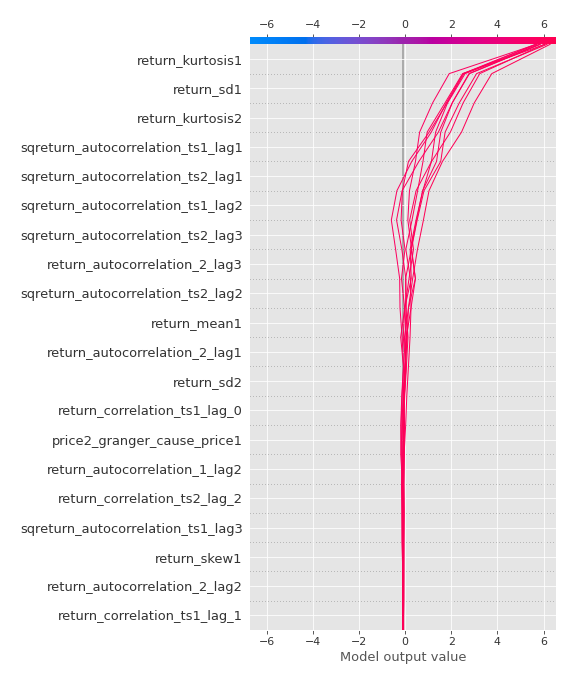 −6 −4 −2 0 2 4 6
return_kurtosis1
return_sd1
return_kurtosis2
sqreturn_autocorrelation_ts1_lag1
sqreturn_autocorrelation_ts2_lag1
sqreturn_autocorrelation_ts1_lag2
sqreturn_autocorrelation_ts2_lag3
return_autocorrelation_2_lag3
sqreturn_autocorrelation_ts2_lag2
return_mean1
return_autocorrelation_2_lag1
return_sd2
return_correlation_ts1_lag_0
price2_granger_cause_price1
return_autocorrelation_1_lag2
return_correlation_ts2_lag_2
sqreturn_autocorrelation_ts1_lag3
return_skew1
return_autocorrelation_2_lag2
return_correlation_ts1_lag_1
−6 −4 −2 0 2 4 6
Model output value